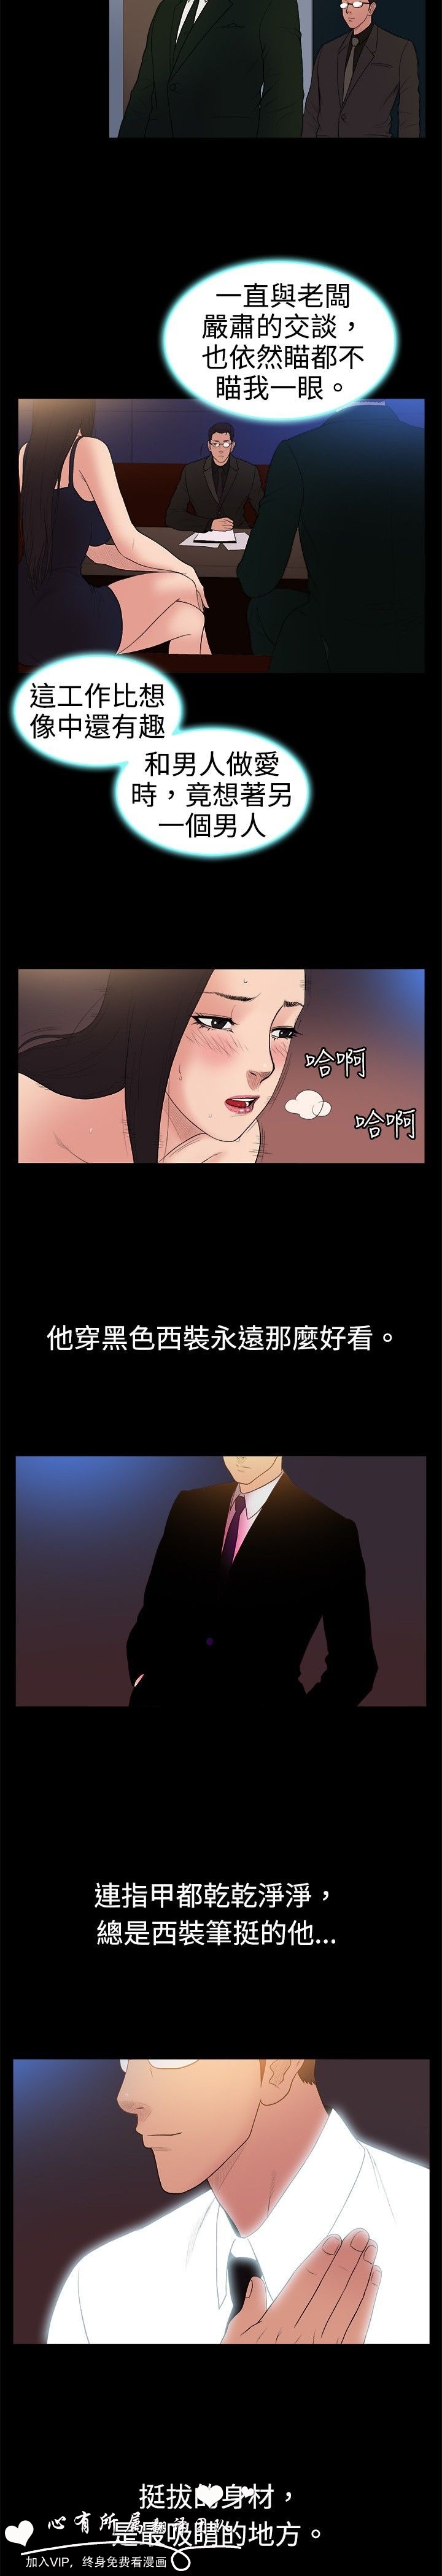 一直與老闆
嚴肅的交談，
也依然瞄都不
瞄我一眼。
這工作比想
像中還有趣
和男人做愛
時，竟想著另
一個男人
哈啊
哈啊
他穿黑色西裝永遠那麼好看。
連指甲都乾乾淨淨，
總是西裝筆挺的他...
挺拔的身材，
是最吸睛的地方。
心有所属翻译团队
加入VIP，终身免费看漫画